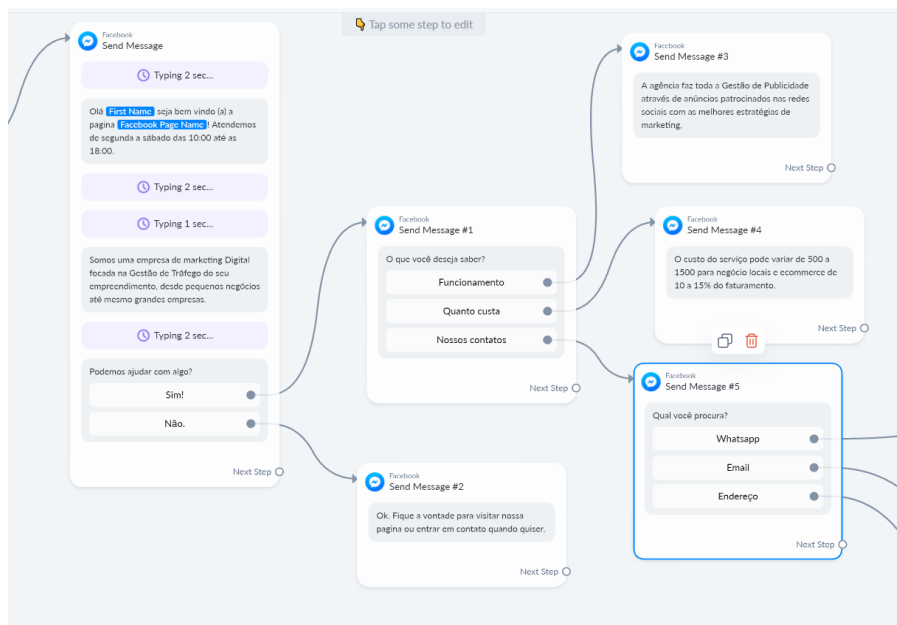 Tap some step to edit
Facebook
Send Message
Typing 2 sec...
Olá First Name seja bem vindo (a) a
pagina Facebook Page Name ! Atendemos
de segunda a sábado das 10:00 até as
18:00.
Typing 2 sec...
Typing 1 sec...
Somos uma empresa de marketing Digital
focada na Gestão de Tráfego do seu
empreendimento, desde pequenos negócios
até mesmo grandes empresas.
Typing 2 sec...
Podemos ajudar com algo?
Sim!
Não.
Next Step
Facebook
Send Message #1
O que você deseja saber?
Funcionamento
Quanto custa
Nossos contatos
Next Step
Facebook
Send Message #2
Ok. Fique a vontade para visitar nossa
pagina ou entrar em contato quando quiser.
Next Step
Facebook
Send Message #3
A agência faz toda a Gestão de Publicidade
através de anúncios patrocinados nas redes
sociais com as melhores estratégias de
marketing.
Next Step
Facebook
Send Message #4
O custo do serviço pode variar de 500 a
1500 para negócio locais e ecommerce de
10 a 15% do faturamento.
Next Step
Facebook
Send Message #5
Qual você procura?
Whatsapp
Email
Endereço
Next Step